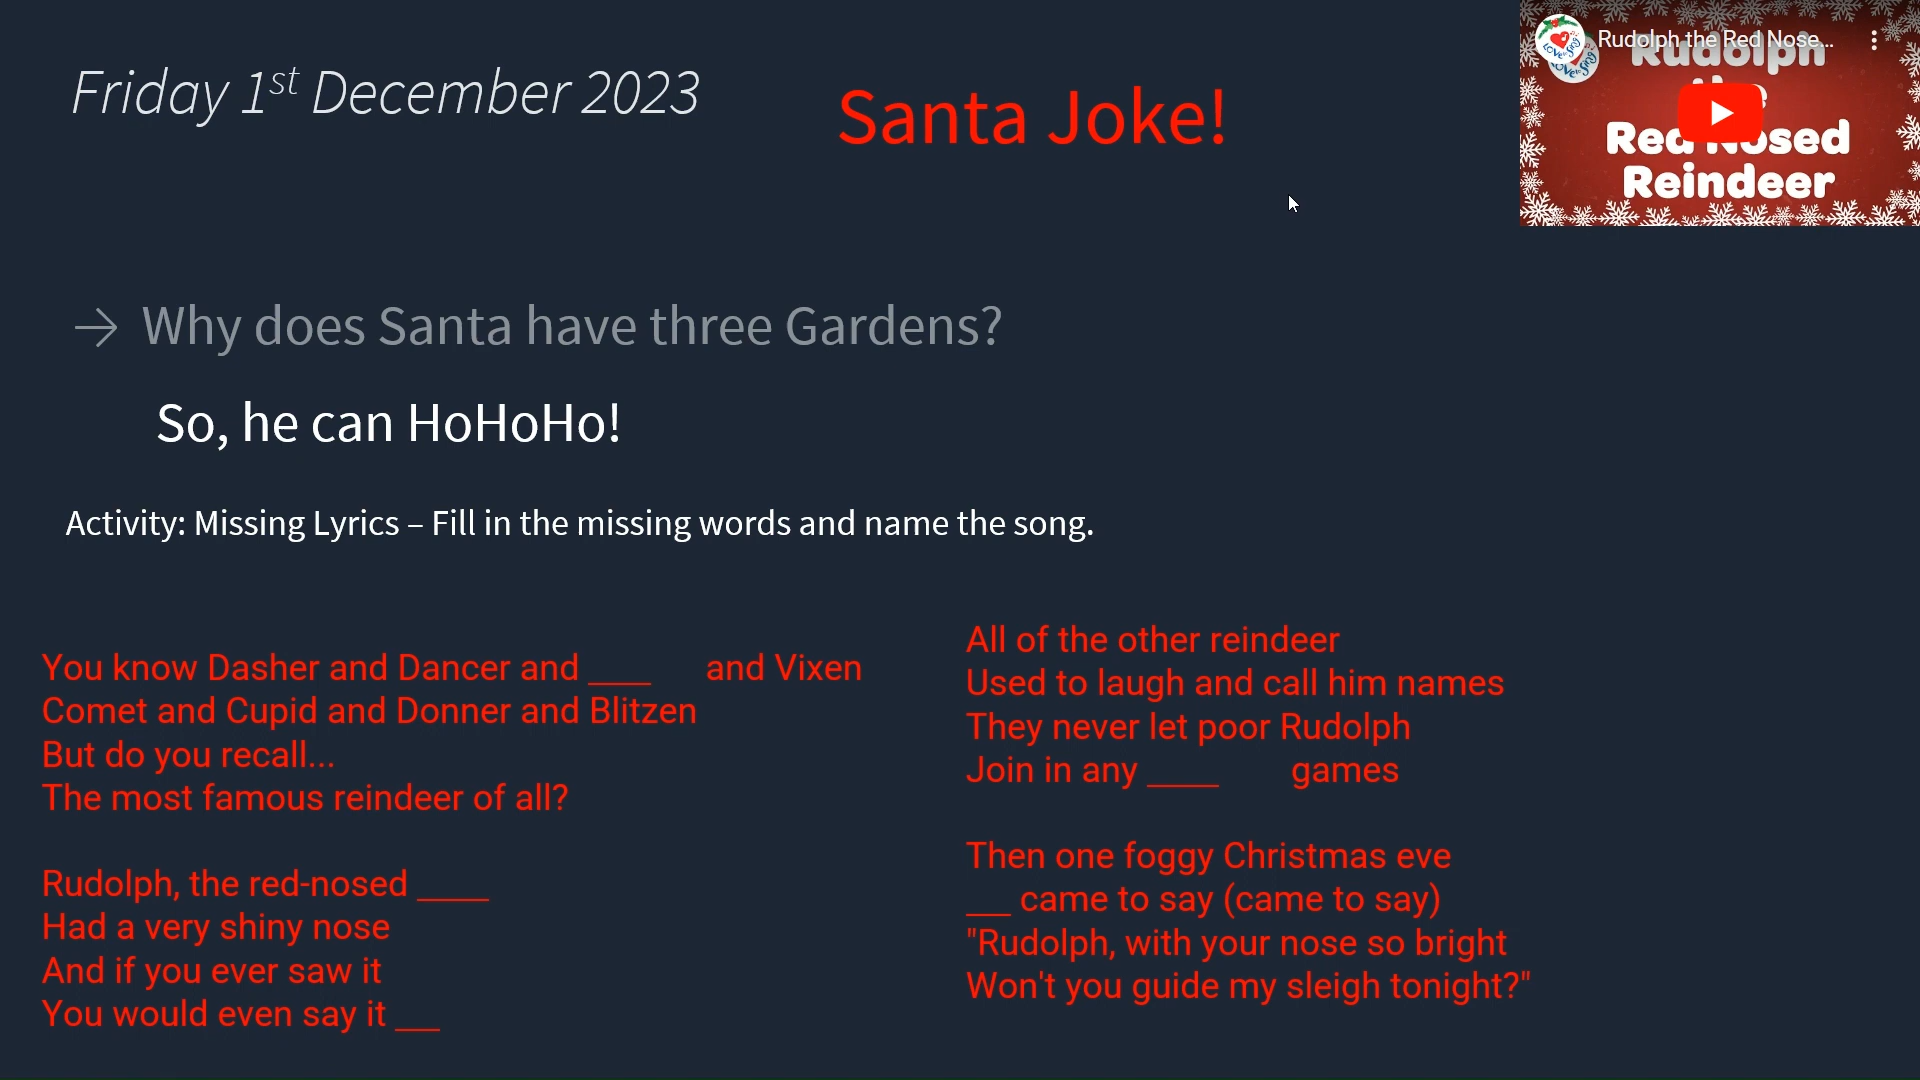 Friday 1st December 2023
Santa Joke!
Rudolph the Red Nose...
Rudolph
the
Red Nosed
Reindeer
Why does Santa have three Gardens?
So, he can HoHoHo!
Activity: Missing Lyrics – Fill in the missing words and name the song.
You know Dasher and Dancer and ___ and Vixen
Comet and Cupid and Donner and Blitzen
But do you recall...
The most famous reindeer of all?
Rudolph, the red-nosed ____
Had a very shiny nose
And if you ever saw it
You would even say it __
All of the other reindeer
Used to laugh and call him names
They never let poor Rudolph
Join in any ____ games
Then one foggy Christmas eve
__ came to say (came to say)
"Rudolph, with your nose so bright
Won't you guide my sleigh tonight?"